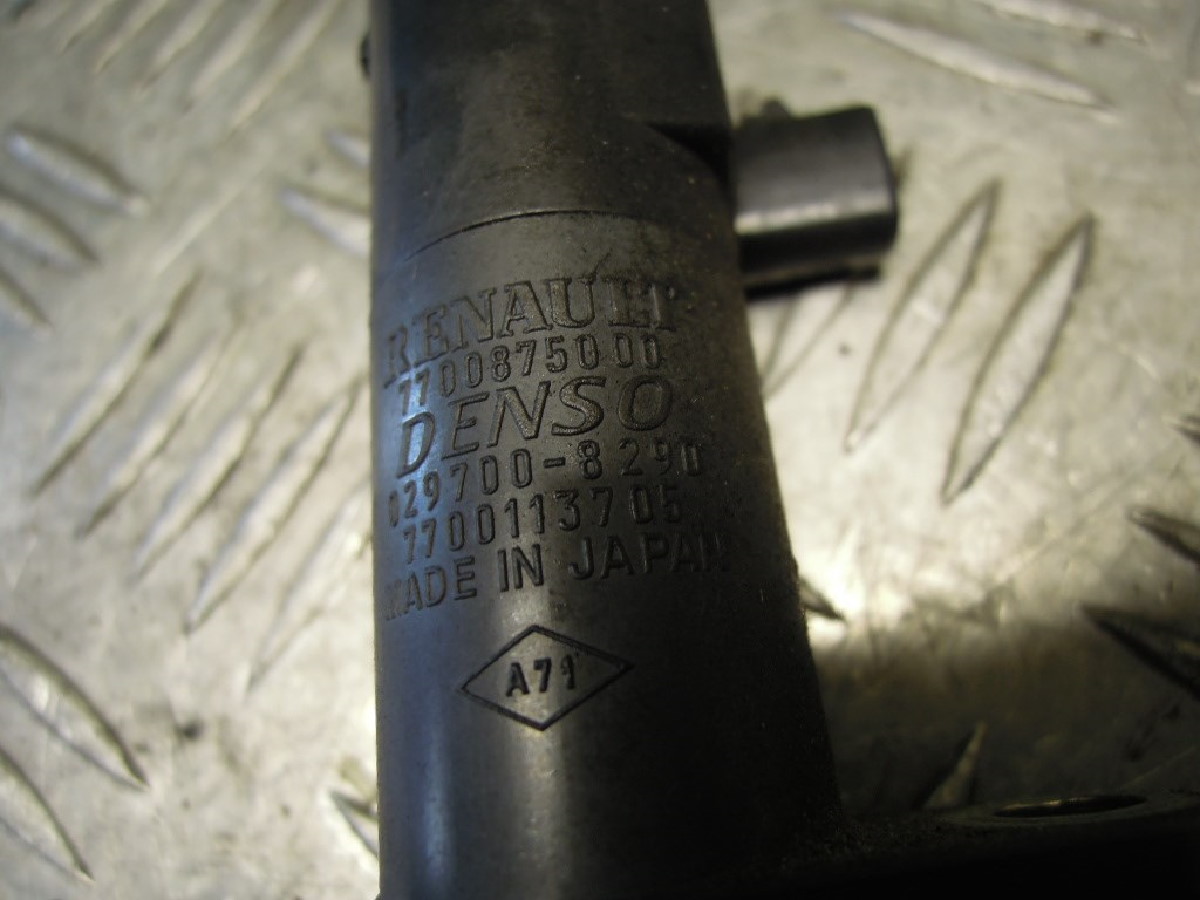 RENAULT
7700875000
DENSO
029700-8290
7700113705
MADE IN JAPAN
A71